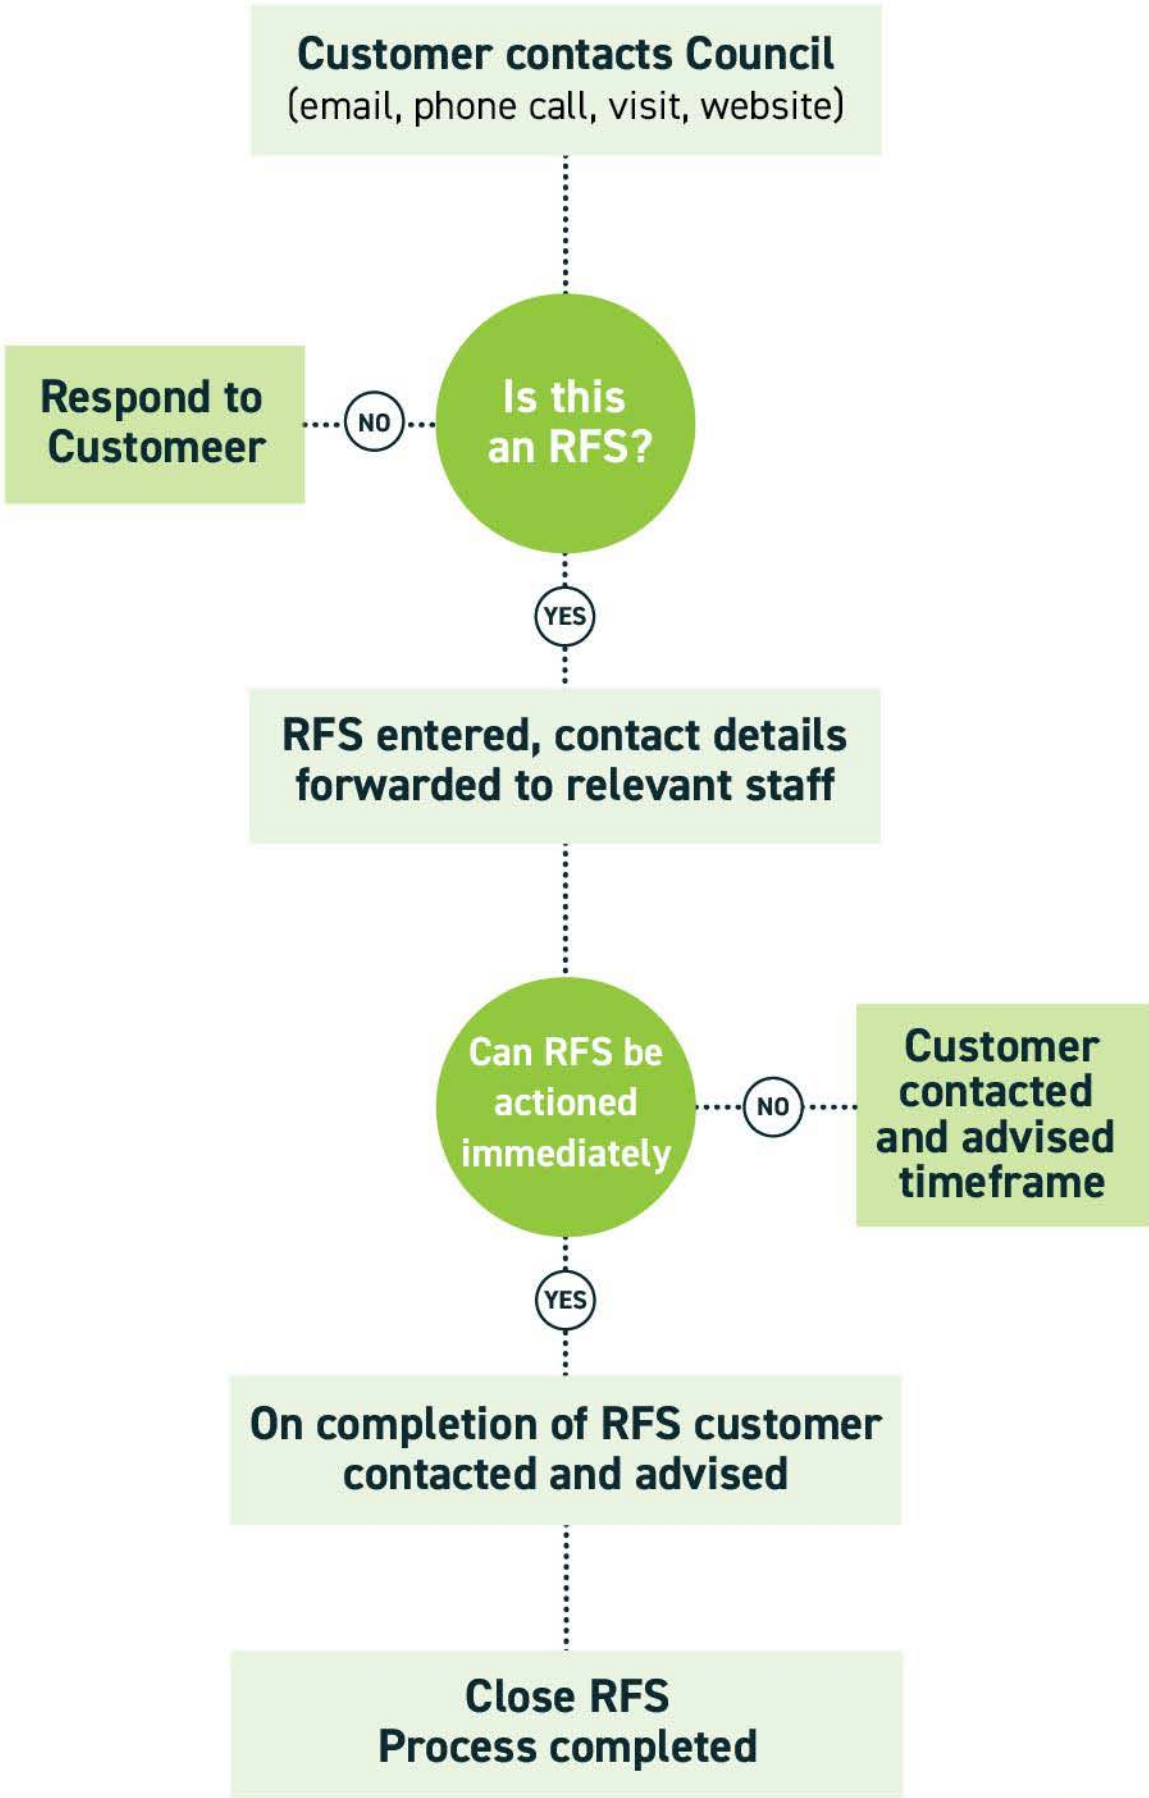 Customer contacts Council
(email, phone call, visit, website)
Is this
an RFS?
NO
Respond to
Customeer
YES
RFS entered, contact details
forwarded to relevant staff
Can RFS be
actioned
immediately
NO
Customer
contacted
and advised
timeframe
YES
On completion of RFS customer
contacted and advised
Close RFS
Process completed